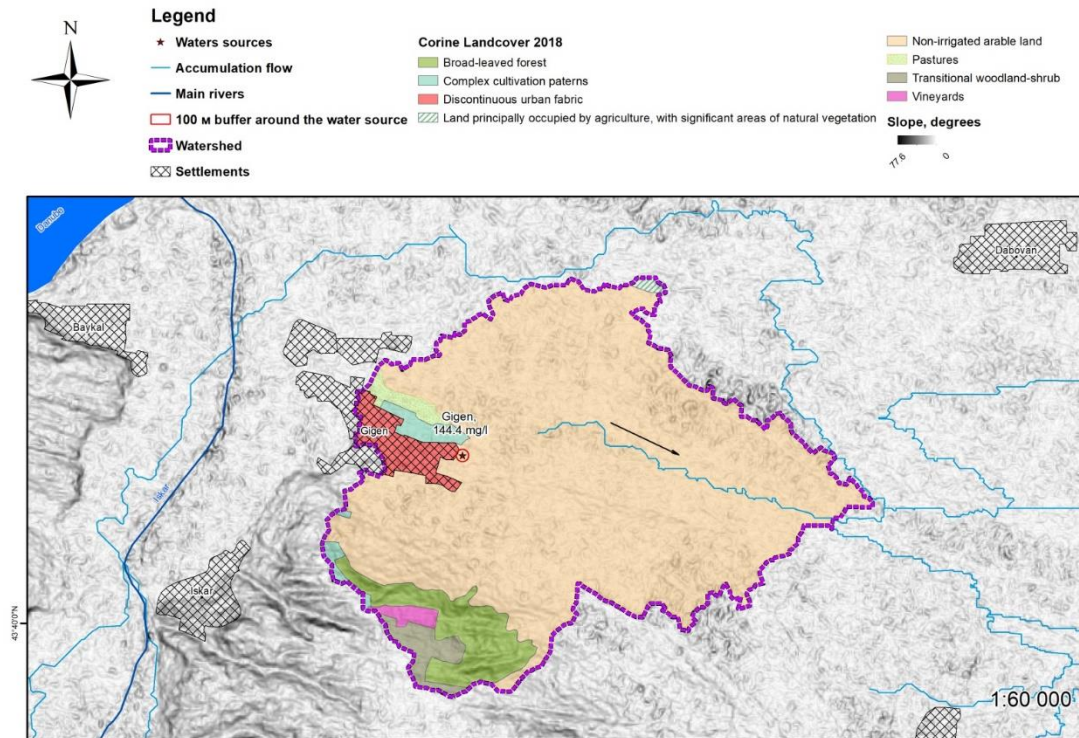 N
Legend
Waters sources
Accumulation flow
Main rivers
100 м buffer around the water source
Watershed
Settlements
Corine Landcover 2018
Broad-leaved forest
Complex cultivation paterns
Discontinuous urban fabric
Land principally occupied by agriculture, with significant areas of natural vegetation
Non-irrigated arable land
Pastures
Transitional woodland-shrub
Vineyards
Slope, degrees
77.6
0
Danube
Dabovan
Baykal
Gigen,
144.4 mg/l
Gigen
Iskar
Iskar
43°40'0"N
1:60 000